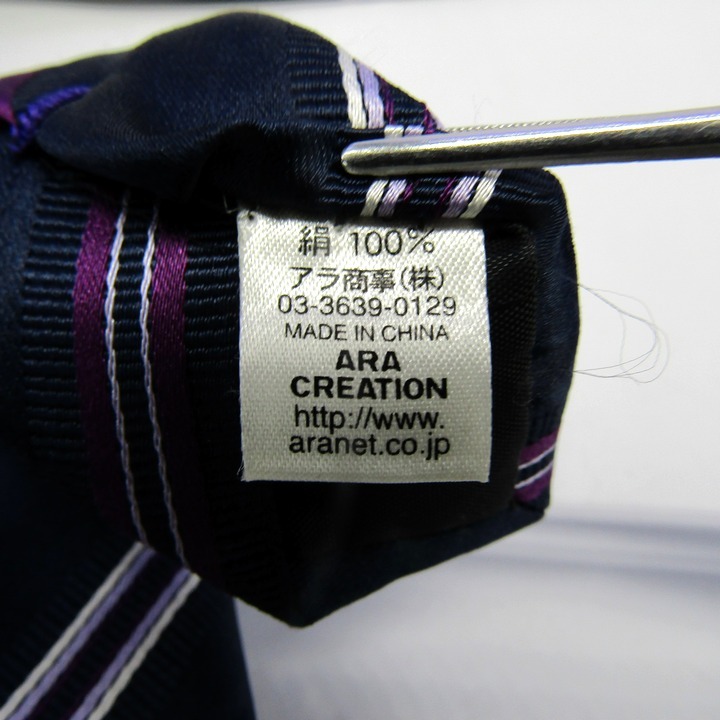 絹 100%
アラ商事(株)
03-3639-0129
MADE IN CHINA
ARA
CREATION
http://www.
aranet.co.jp